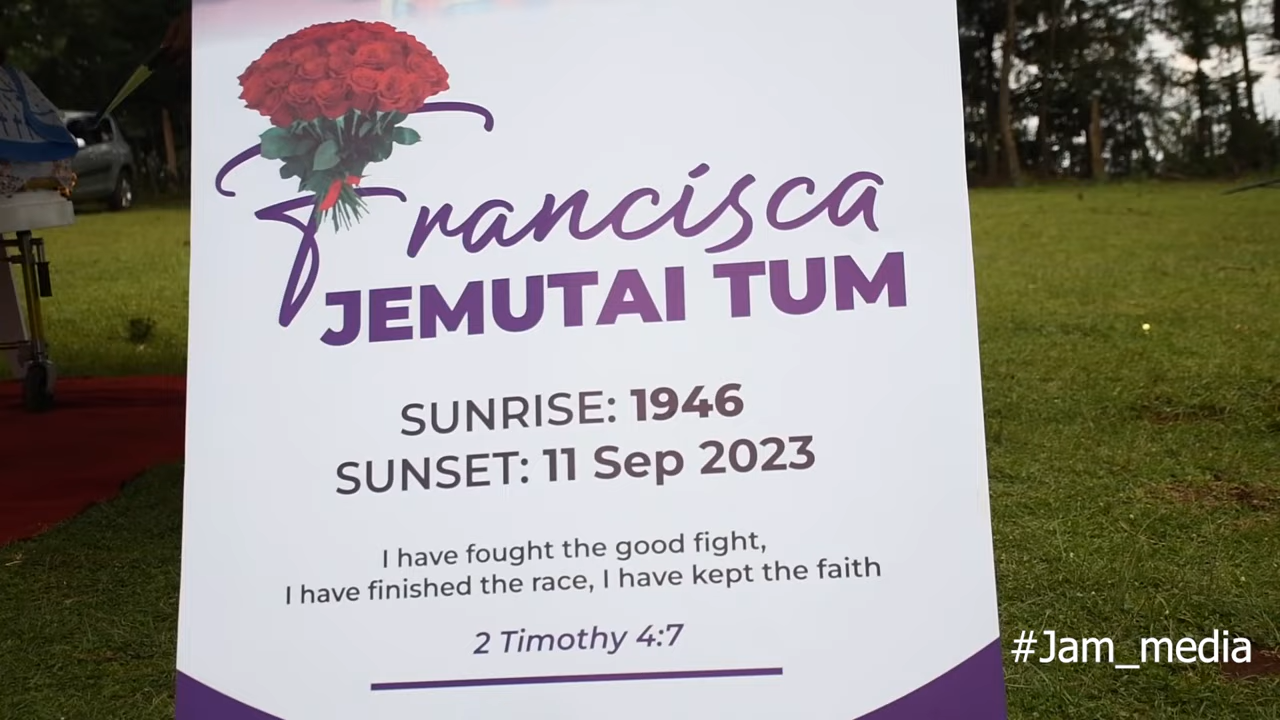 Francisca
JEMUTAI TUM
SUNRISE: 1946
SUNSET: 11 Sep 2023
I have fought the good fight,
I have finished the race, I have kept the faith
2 Timothy 4:7
#Jam_media